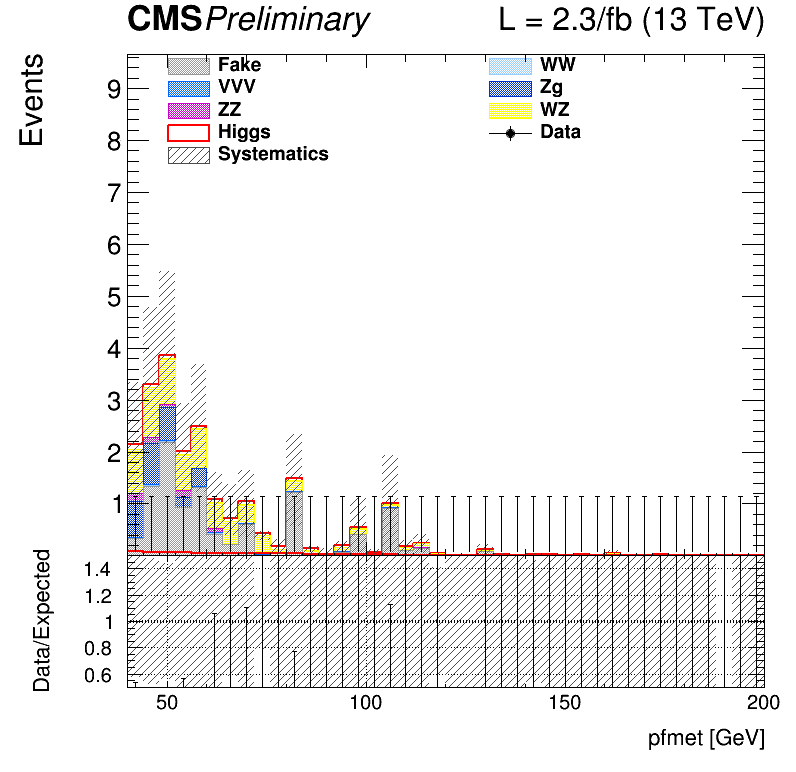 CMSPreliminary L = 2.3/fb (13 TeV)
Events
Fake WW
VVV Zg
ZZ WZ
Higgs Data
Systematics
9
8
7
6
5
4
3
2
1
Data/Expected
1.4
1.2
1
0.8
0.6
50 100 150 200
pfmet [GeV]